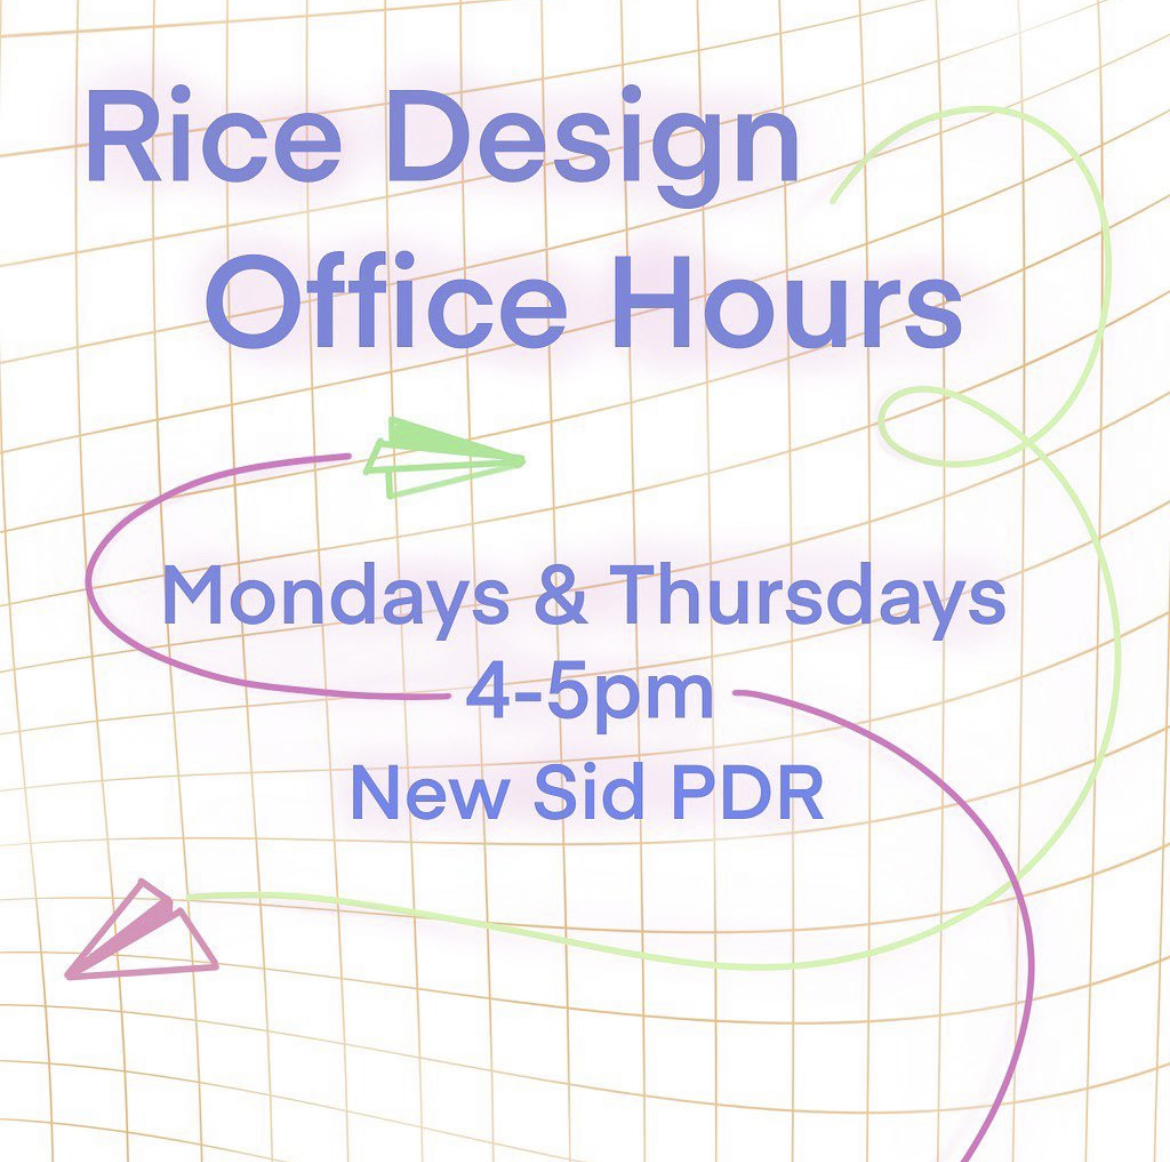 Rice Design
Office Hours
Mondays & Thursdays
4-5pm
New Sid PDR